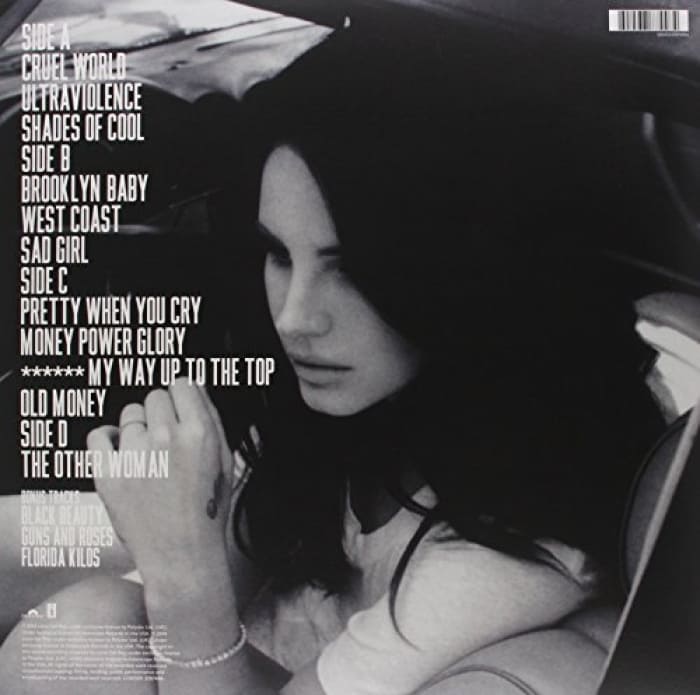 SIDE A
CRUEL WORLD
ULTRAVIOLENCE
SHADES OF COOL
SIDE B
BROOKLYN BABY
WEST COAST
SAD GIRL
SIDE C
PRETTY WHEN YOU CRY
MONEY POWER GLORY
****** MY WAY UP TO THE TOP
OLD MONEY
SIDE D
THE OTHER WOMAN
BONUS TRACKS
BLACK BEAUTY
GUNS AND ROSES
FLORIDA KILOS